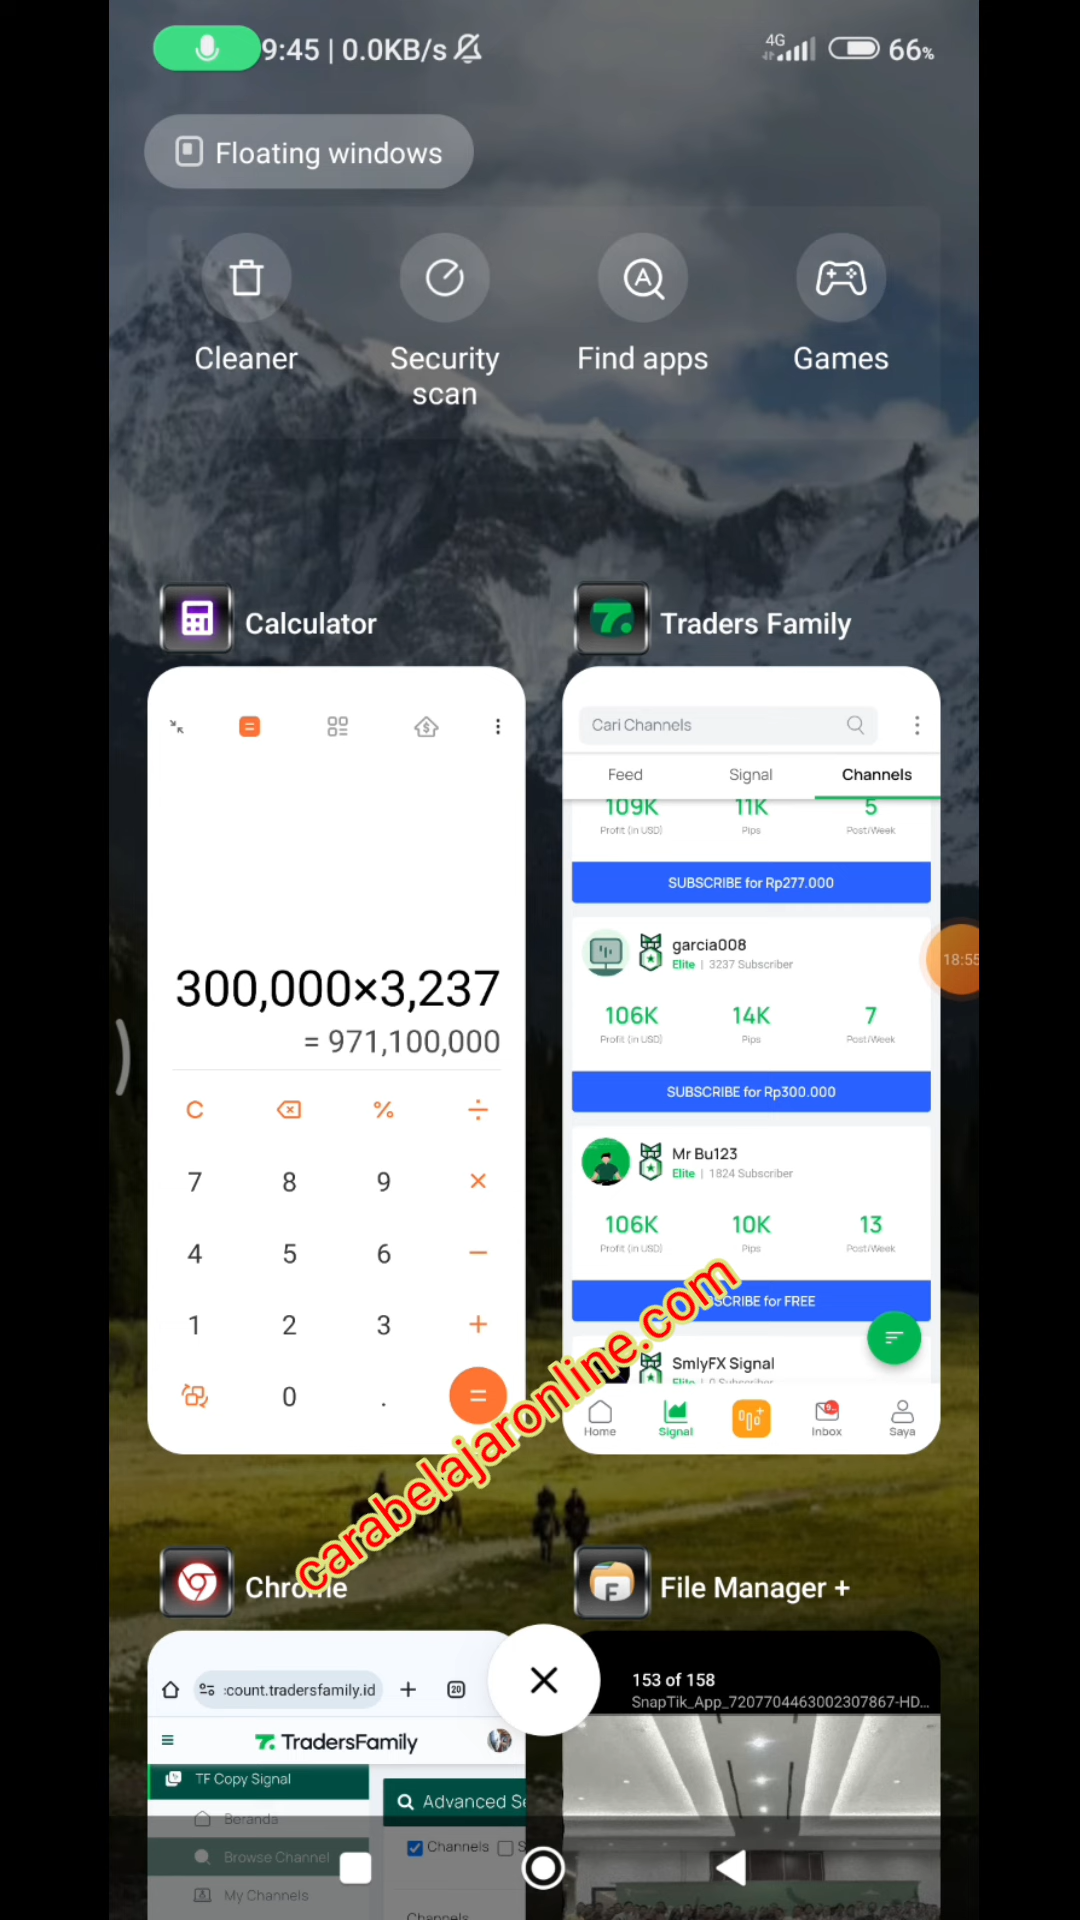 9:45 | 0.0KB/s
4G
66%
Floating windows
Cleaner
Security
scan
Find apps
Games
Calculator
300,000×3,237
= 971,100,000
C % ÷
7 8 9 ×
4 5 6 −
1 2 3 +
0 . =
Traders Family
Cari Channels
Feed Signal Channels
109K 11K 5
Profit (in USD) Pips Post/Week
SUBSCRIBE for Rp277.000
garcia008
Elite | 3237 Subscriber
106K 14K 7
Profit (in USD) Pips Post/Week
SUBSCRIBE for Rp300.000
Mr Bu123
Elite | 1824 Subscriber
106K 10K 13
Profit (in USD) Pips Post/Week
SCRIBE for FREE
SmlyFX Signal
Elite | 0 Subscriber
Home Signal Inbox Saya
18:55
carabelajaronline.com
Chrome
:count.tradersfamily.id
20
TradersFamily
TF Copy Signal
Beranda
Browse Channel
My Channels
Advanced Se
Channels S
Channels
File Manager +
153 of 158
SnapTik_App_7207704463002307867-HD...